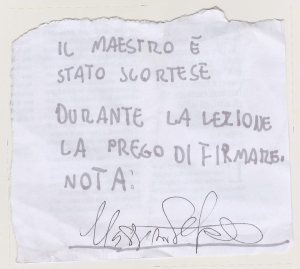 IL MAESTRO È
STATO SCORTESE
DURANTE LA LEZIONE
LA PREGO DI FIRMARE.
NOTA: